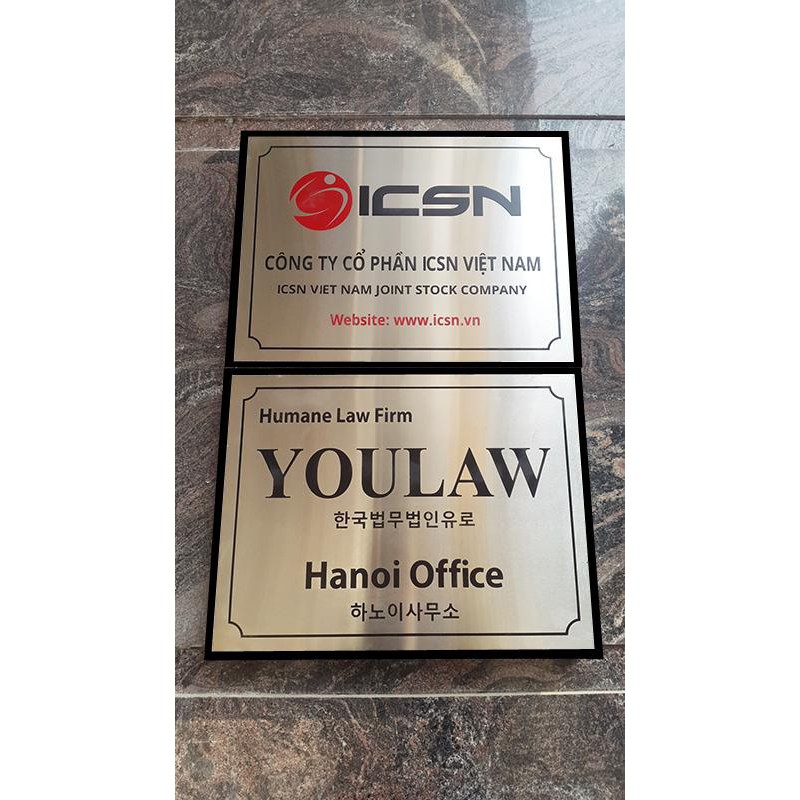 ICSN
CÔNG TY CỔ PHẦN ICSN VIỆT NAM
ICSN VIET NAM JOINT STOCK COMPANY
Website: www.icsn.vn
Humane Law Firm
YOULAW
한국법무법인유로
Hanoi Office
하노이사무소